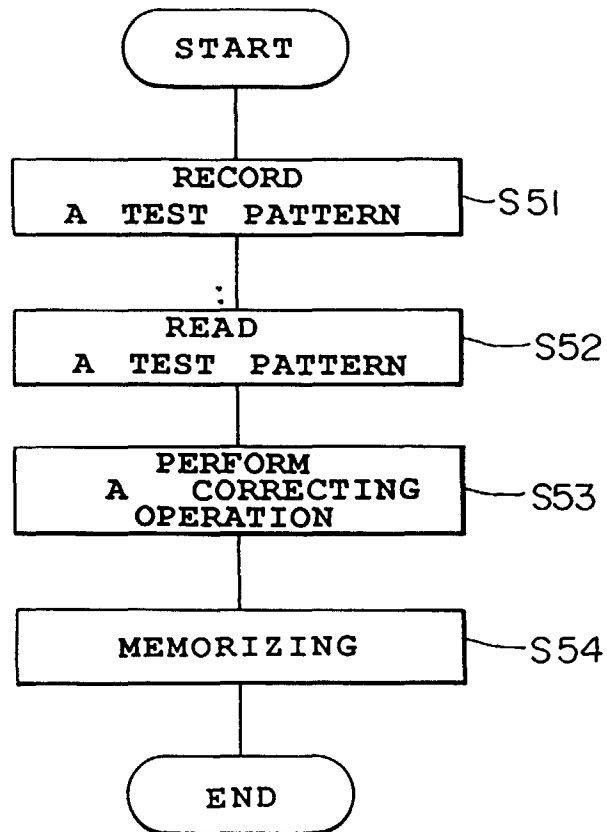 START
RECORD
A TEST PATTERN
S51
READ
A TEST PATTERN
S52
PERFORM
A CORRECTING
OPERATION
S53
MEMORIZING
S54
END